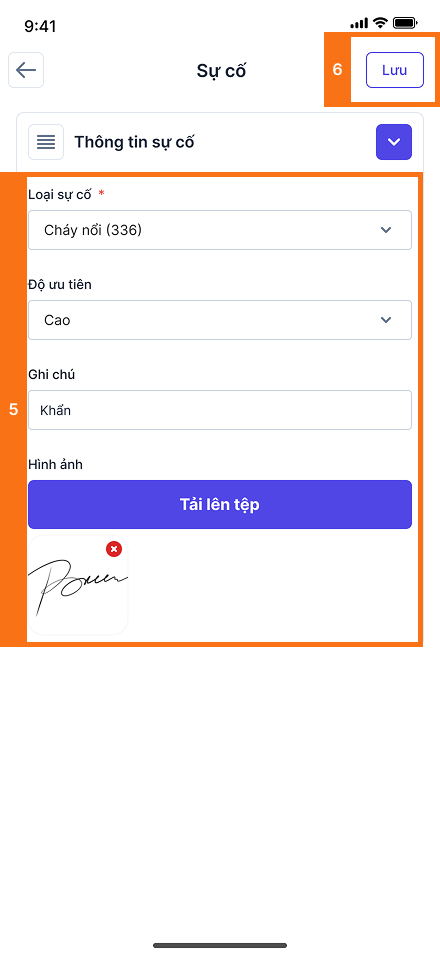 9:41
6
Sự cố
Lưu
Thông tin sự cố
Loại sự cố *
Cháy nổi (336)
Độ ưu tiên
Cao
Ghi chú
5
Khẩn
Hình ảnh
Tải lên tệp